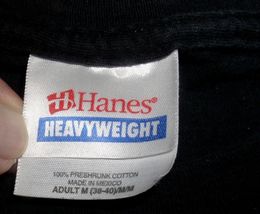 Hanes®
HEAVYWEIGHT
100% PRESHRUNK COTTON
MADE IN MEXICO
ADULT M (38-40)/M/M